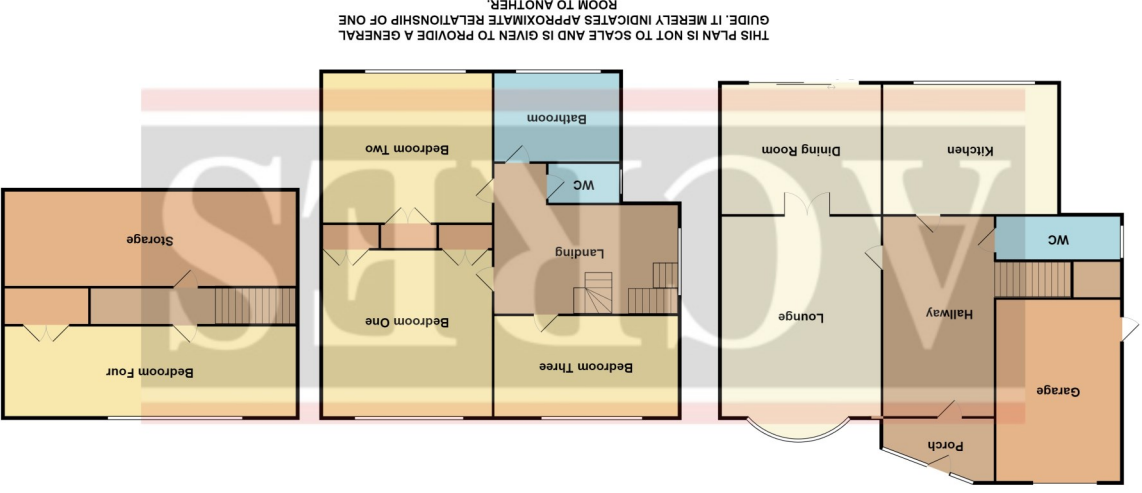 Porch
Garage
Hallway
Lounge
WC
Kitchen
Dining Room
Bedroom Three
Bedroom One
Landing
WC
Bathroom
Bedroom Two
Bedroom Four
Storage
ACRES
THIS PLAN IS NOT TO SCALE AND IS GIVEN TO PROVIDE A GENERAL
GUIDE. IT MERELY INDICATES APPROXIMATE RELATIONSHIP OF ONE
ROOM TO ANOTHER.